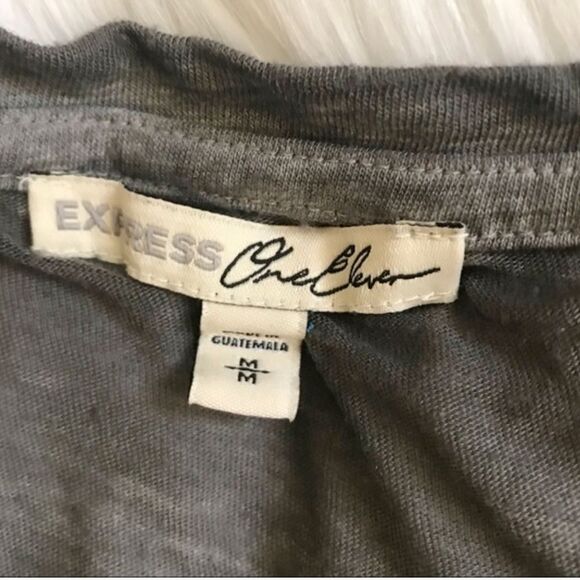 EXPRESS One Eleven
MADE IN
GUATEMALA
M
M